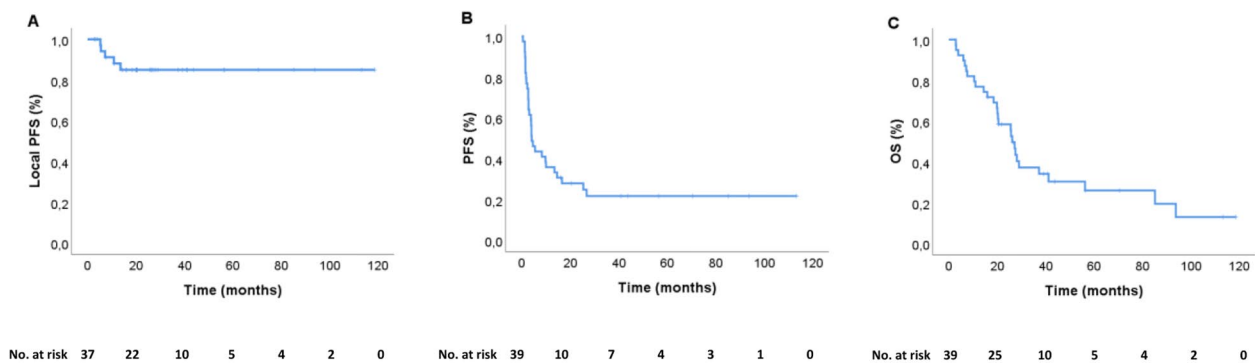 A
Local PFS (%)
1,0
0,8
0,6
0,4
0,2
0,0
0 20 40 60 80 100 120
Time (months)
No. at risk 37 22 10 5 4 2 0
B
PFS (%)
1,0
0,8
0,6
0,4
0,2
0,0
0 20 40 60 80 100 120
Time (months)
No. at risk 39 10 7 4 3 1 0
C
OS (%)
1,0
0,8
0,6
0,4
0,2
0,0
0 20 40 60 80 100 120
Time (months)
No. at risk 39 25 10 5 4 2 0